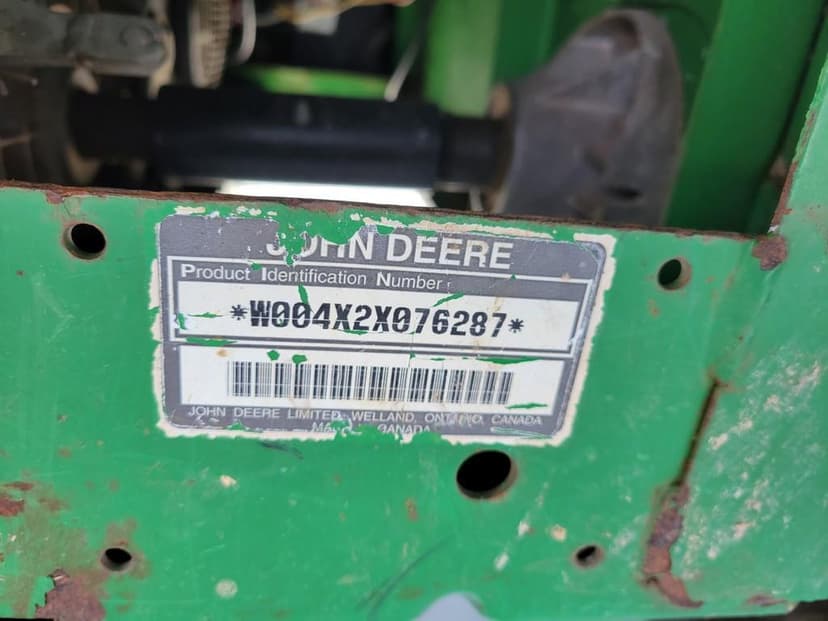 JOHN DEERE
Product Identification Number
*W004X2X076287*
JOHN DEERE LIMITED, WELLAND, ONTARIO, CANADA
CANADA